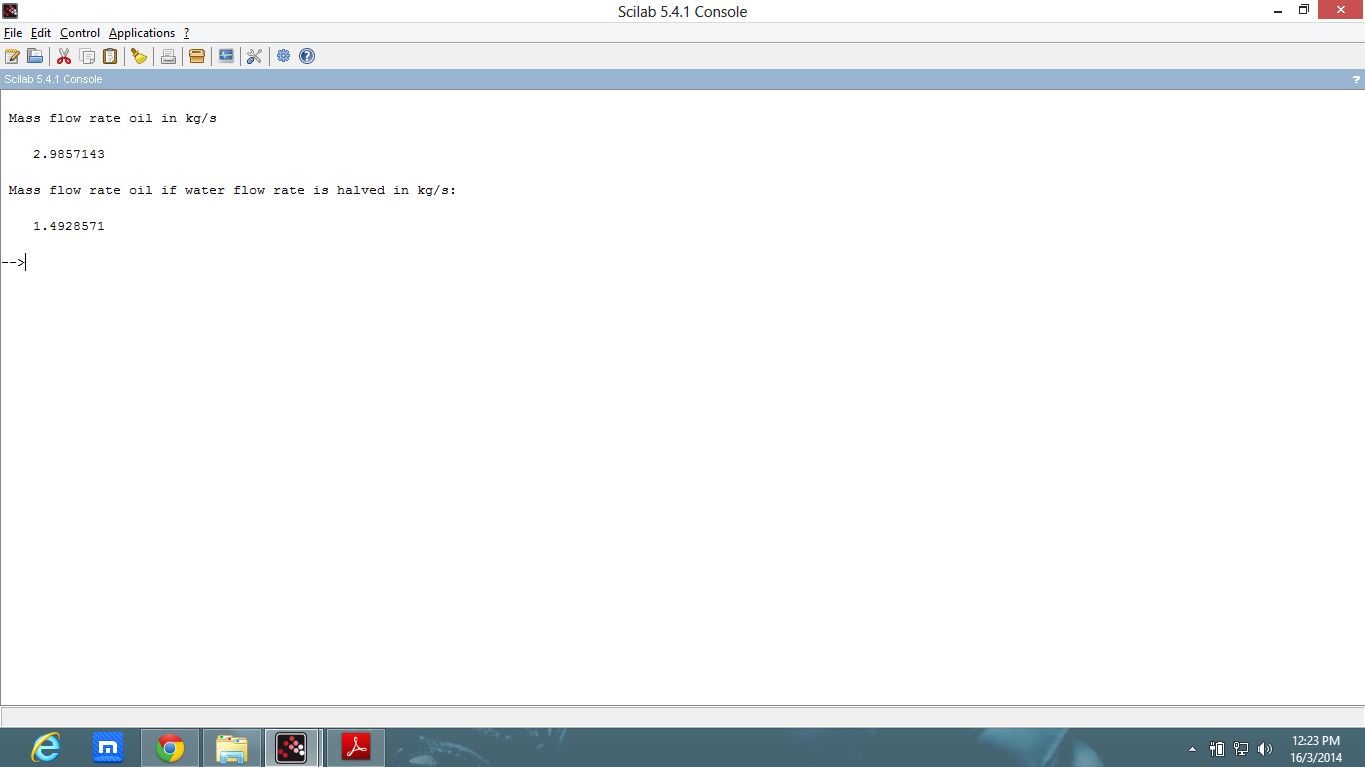 Scilab 5.4.1 Console
File Edit Control Applications ?
Scilab 5.4.1 Console ?
Mass flow rate oil in kg/s
2.9857143
Mass flow rate oil if water flow rate is halved in kg/s:
1.4928571
-->
12:23 PM
16/3/2014